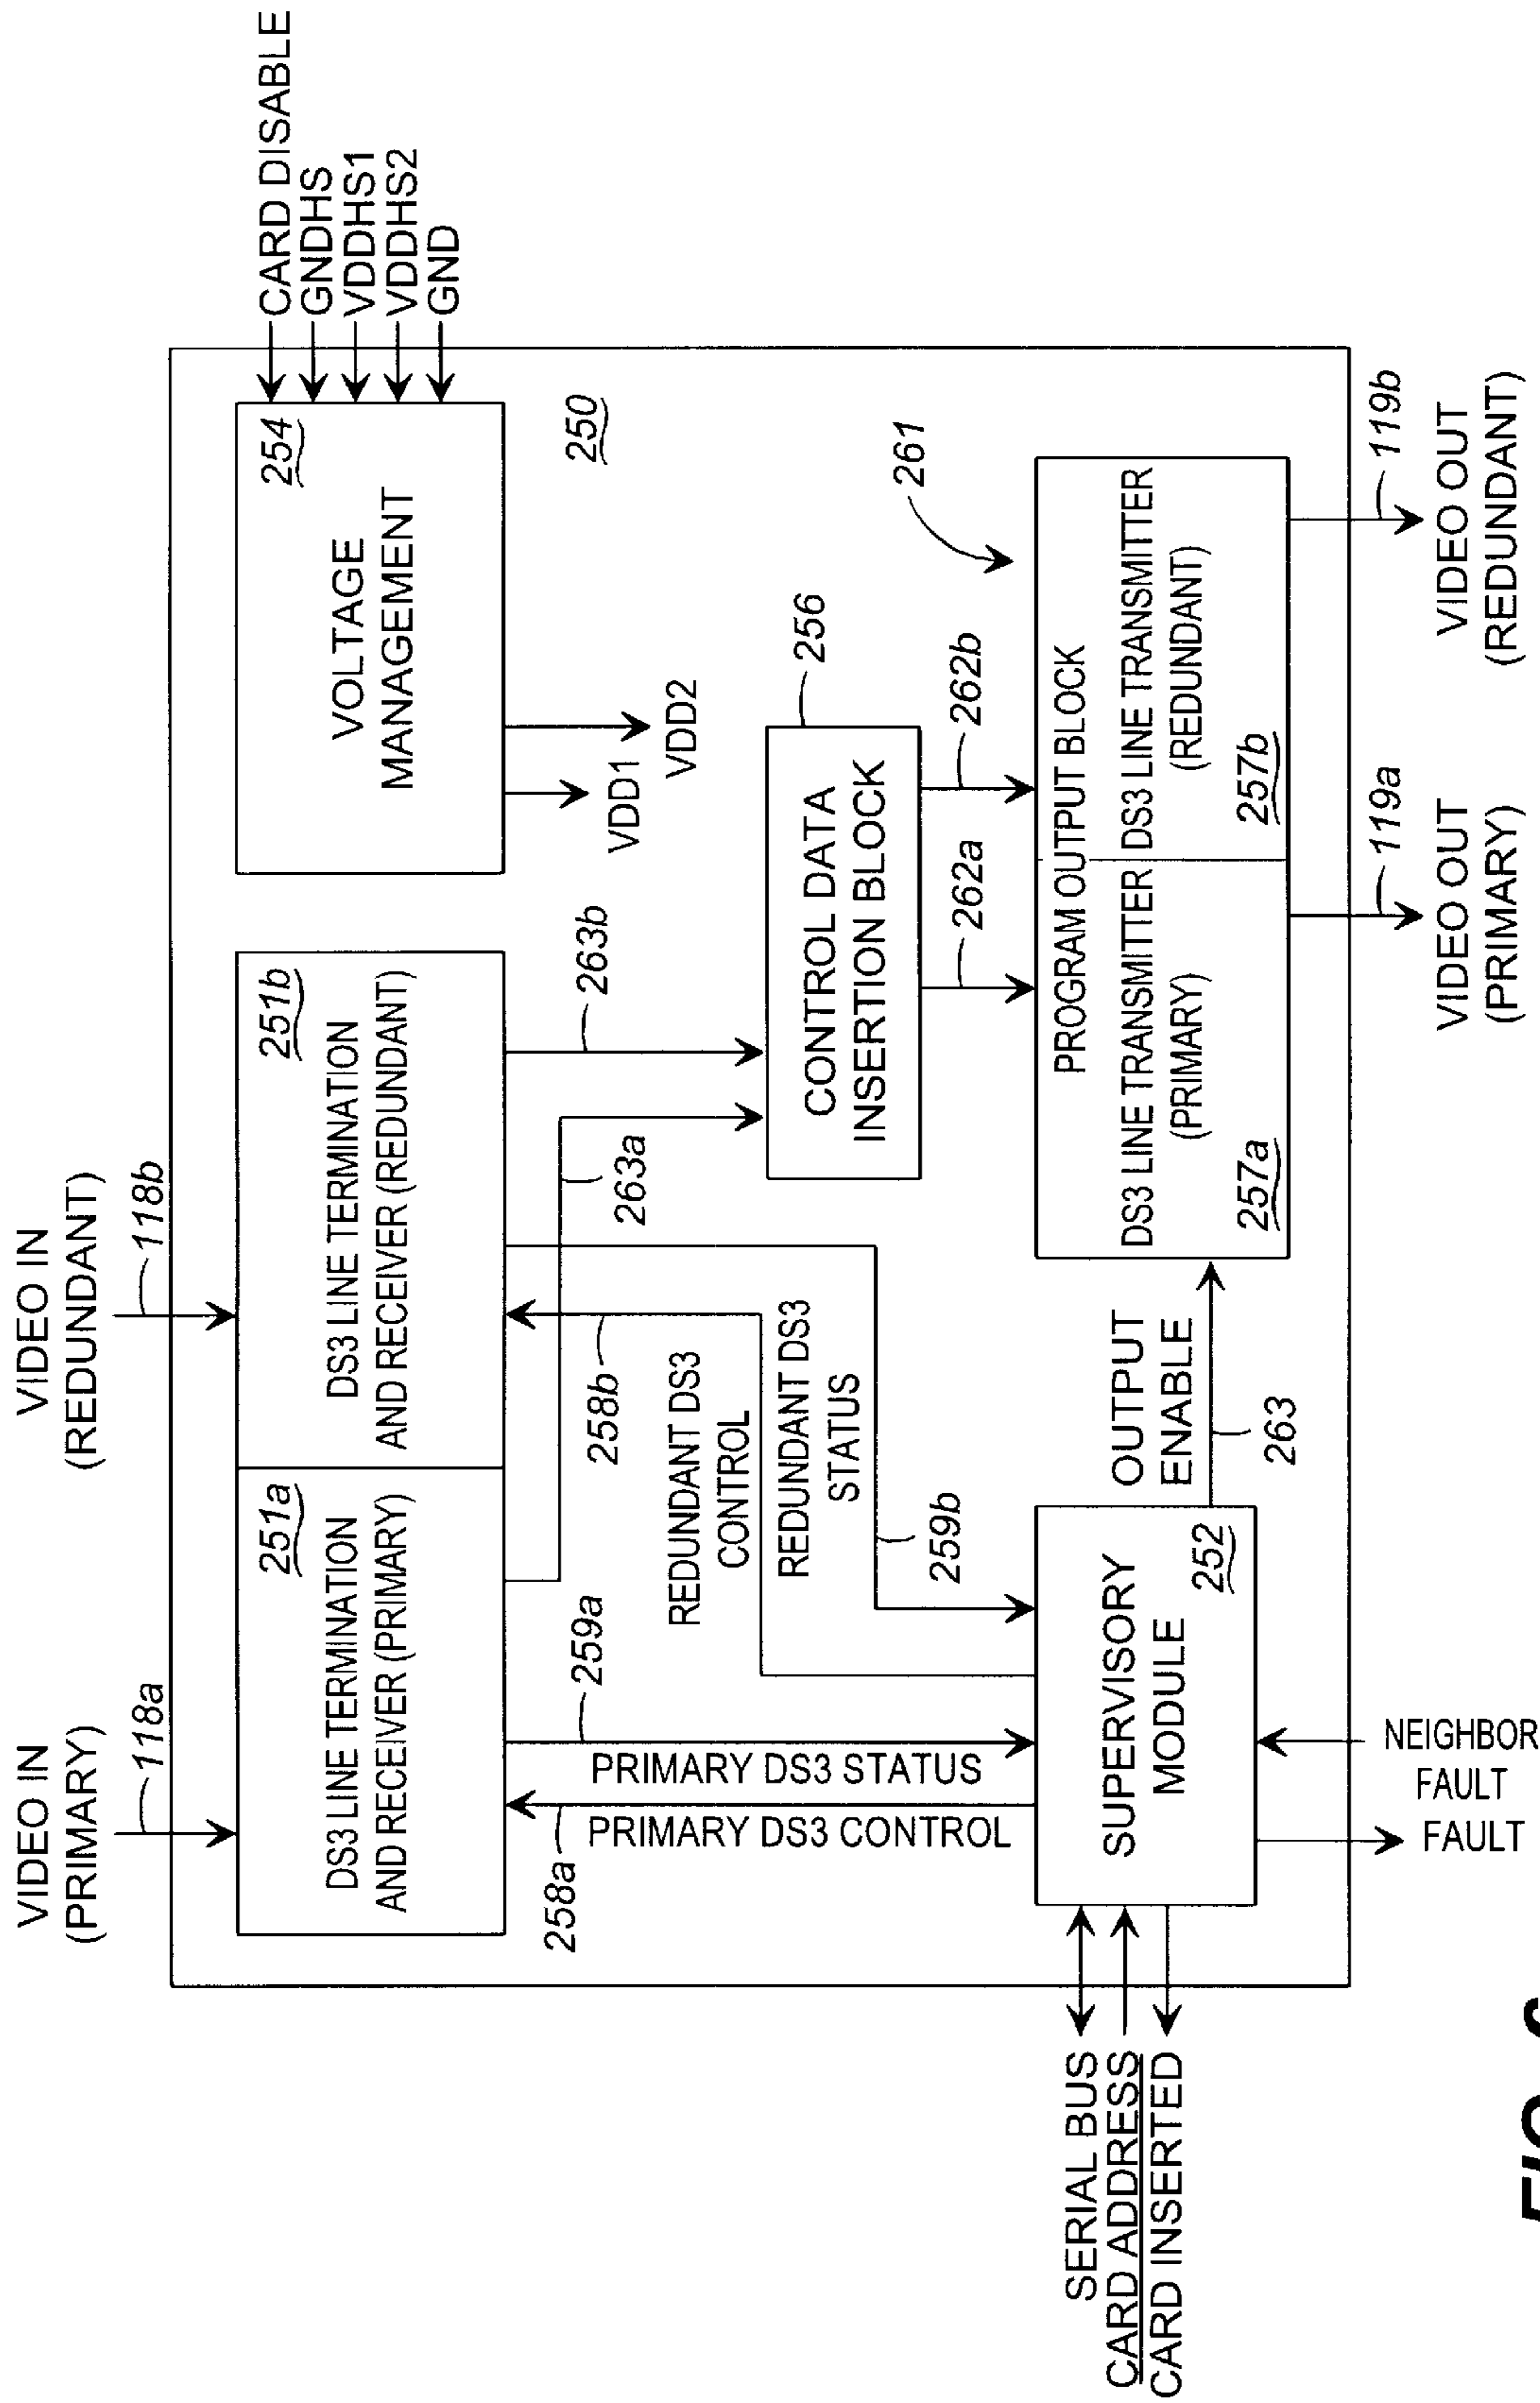 VIDEO IN
(PRIMARY)
118a
VIDEO IN
(REDUNDANT)
118b
251a
DS3 LINE TERMINATION
AND RECEIVER (PRIMARY)
251b
DS3 LINE TERMINATION
AND RECEIVER (REDUNDANT)
254
VOLTAGE
MANAGEMENT
CARD DISABLE
GNDHS
VDDHS1
VDDHS2
GND
250
VDD1
VDD2
258a
259a
PRIMARY DS3 STATUS
PRIMARY DS3 CONTROL
258b
REDUNDANT DS3
CONTROL
REDUNDANT DS3
STATUS
259b
263a
263b
CONTROL DATA
INSERTION BLOCK
256
262a
262b
261
SERIAL BUS
CARD ADDRESS
CARD INSERTED
SUPERVISORY
MODULE
252
OUTPUT
ENABLE
263
PROGRAM OUTPUT BLOCK
DS3 LINE TRANSMITTER
(PRIMARY)
257a
DS3 LINE TRANSMITTER
(REDUNDANT)
257b
FAULT
NEIGHBOR
FAULT
119a
VIDEO OUT
(PRIMARY)
119b
VIDEO OUT
(REDUNDANT)